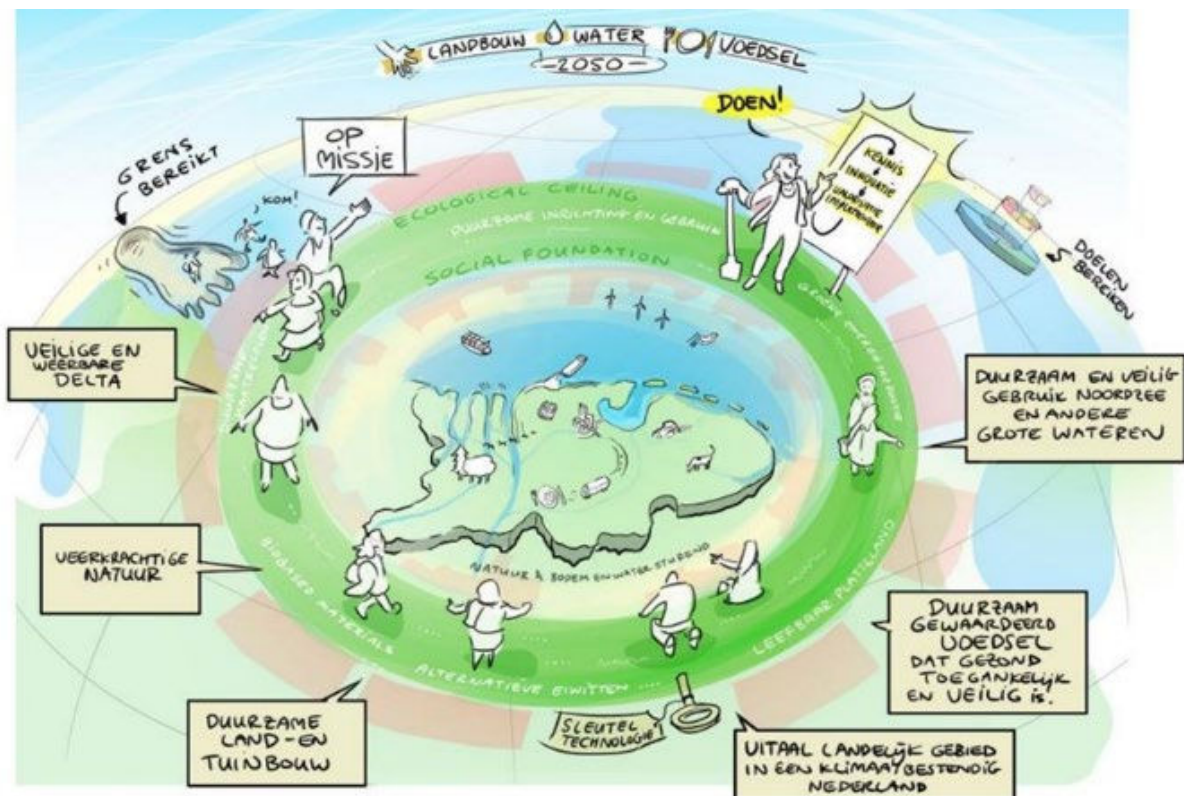 LANDBOUW WATER VOEDSEL
-2050-
GRENS
BEREIKT
KOM!
OP
MISSIE
DOEN!
KENNIS
INNOVATIE
DOELEN
BEREIKEN
ECOLOGICAL CEILING
DUURZAME INRICHTING EN GEBRUIK
SOCIAL FOUNDATION
VEILIGE EN
WEERBARE
DELTA
DUURZAAM EN VEILIG
GEBRUIK NOORDZEE
EN ANDERE
GROTE WATEREN
VEERKRACHTIGE
NATUUR
NATUUR & BODEM EN WATER STUREND
BIOBASED MATERIALS
ALTERNATIEVE EIWITTEN ....
LEEFBAAR PLATTELAND
DUURZAAM
GEWAARDEERD
VOEDSEL
DAT GEZOND
TOEGANKELIJK
EN VEILIG is.
DUURZAME
LAND-EN
TUINBOUW
SLEUTEL
TECHNOLOGIE
VITAAL LANDELIJK GEBIED
IN EEN KLIMAATBESTENDIG
NEDERLAND